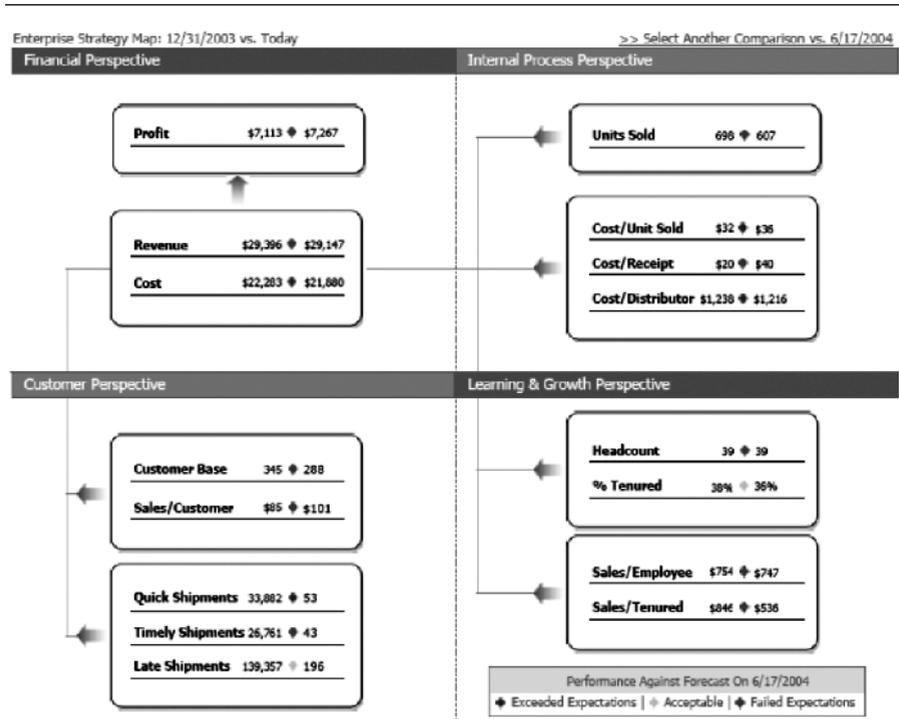 Enterprise Strategy Map: 12/31/2003 vs. Today
>> Select Another Comparison vs. 6/17/2004
Financial Perspective
Profit $7,113 $7,267
Revenue $29,396 $29,147
Cost $22,283 $21,880
Internal Process Perspective
Units Sold 698 607
Cost/Unit Sold $32 $36
Cost/Receipt $20 $40
Cost/Distributor $1,238 $1,216
Customer Perspective
Customer Base 345 288
Sales/Customer $85 $101
Quick Shipments 33,882 53
Timely Shipments 26,761 43
Late Shipments 139,357 196
Learning & Growth Perspective
Headcount 39 39
% Tenured 38% 36%
Sales/Employee $754 $747
Sales/Tenured $846 $536
Performance Against Forecast On 6/17/2004
Exceeded Expectations | Acceptable | Failed Expectations